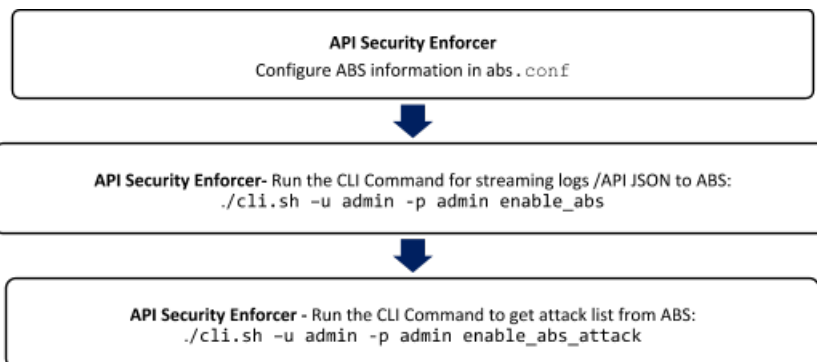 API Security Enforcer
Configure ABS information in abs.conf
API Security Enforcer- Run the CLI Command for streaming logs /API JSON to ABS:
./cli.sh –u admin -p admin enable_abs
API Security Enforcer - Run the CLI Command to get attack list from ABS:
./cli.sh –u admin -p admin enable_abs_attack